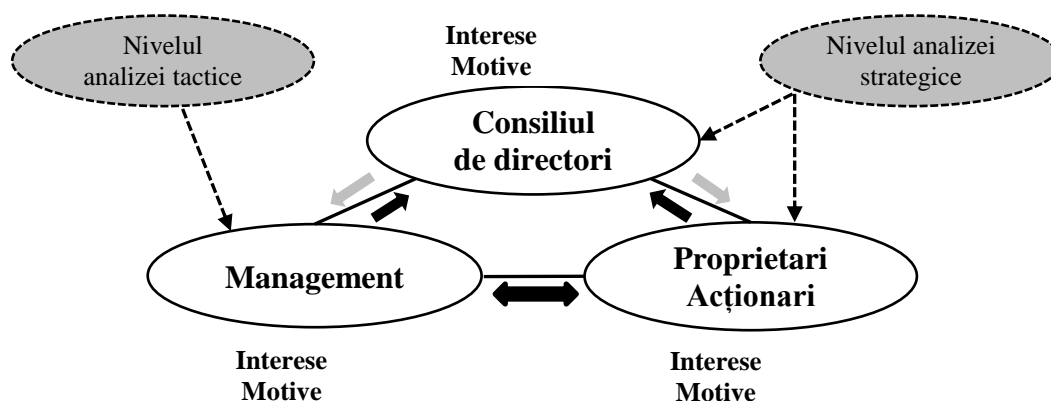 Nivelul
analizei tactice
Interese
Motive
Nivelul analizei
strategice
Consiliul
de directori
Management
Proprietari
Acționari
Interese
Motive
Interese
Motive